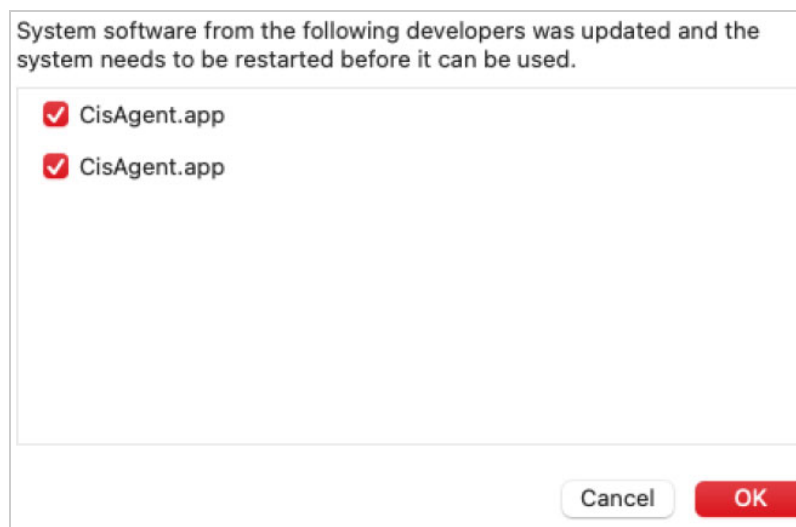 System software from the following developers was updated and the
system needs to be restarted before it can be used.
CisAgent.app
CisAgent.app
Cancel
OK